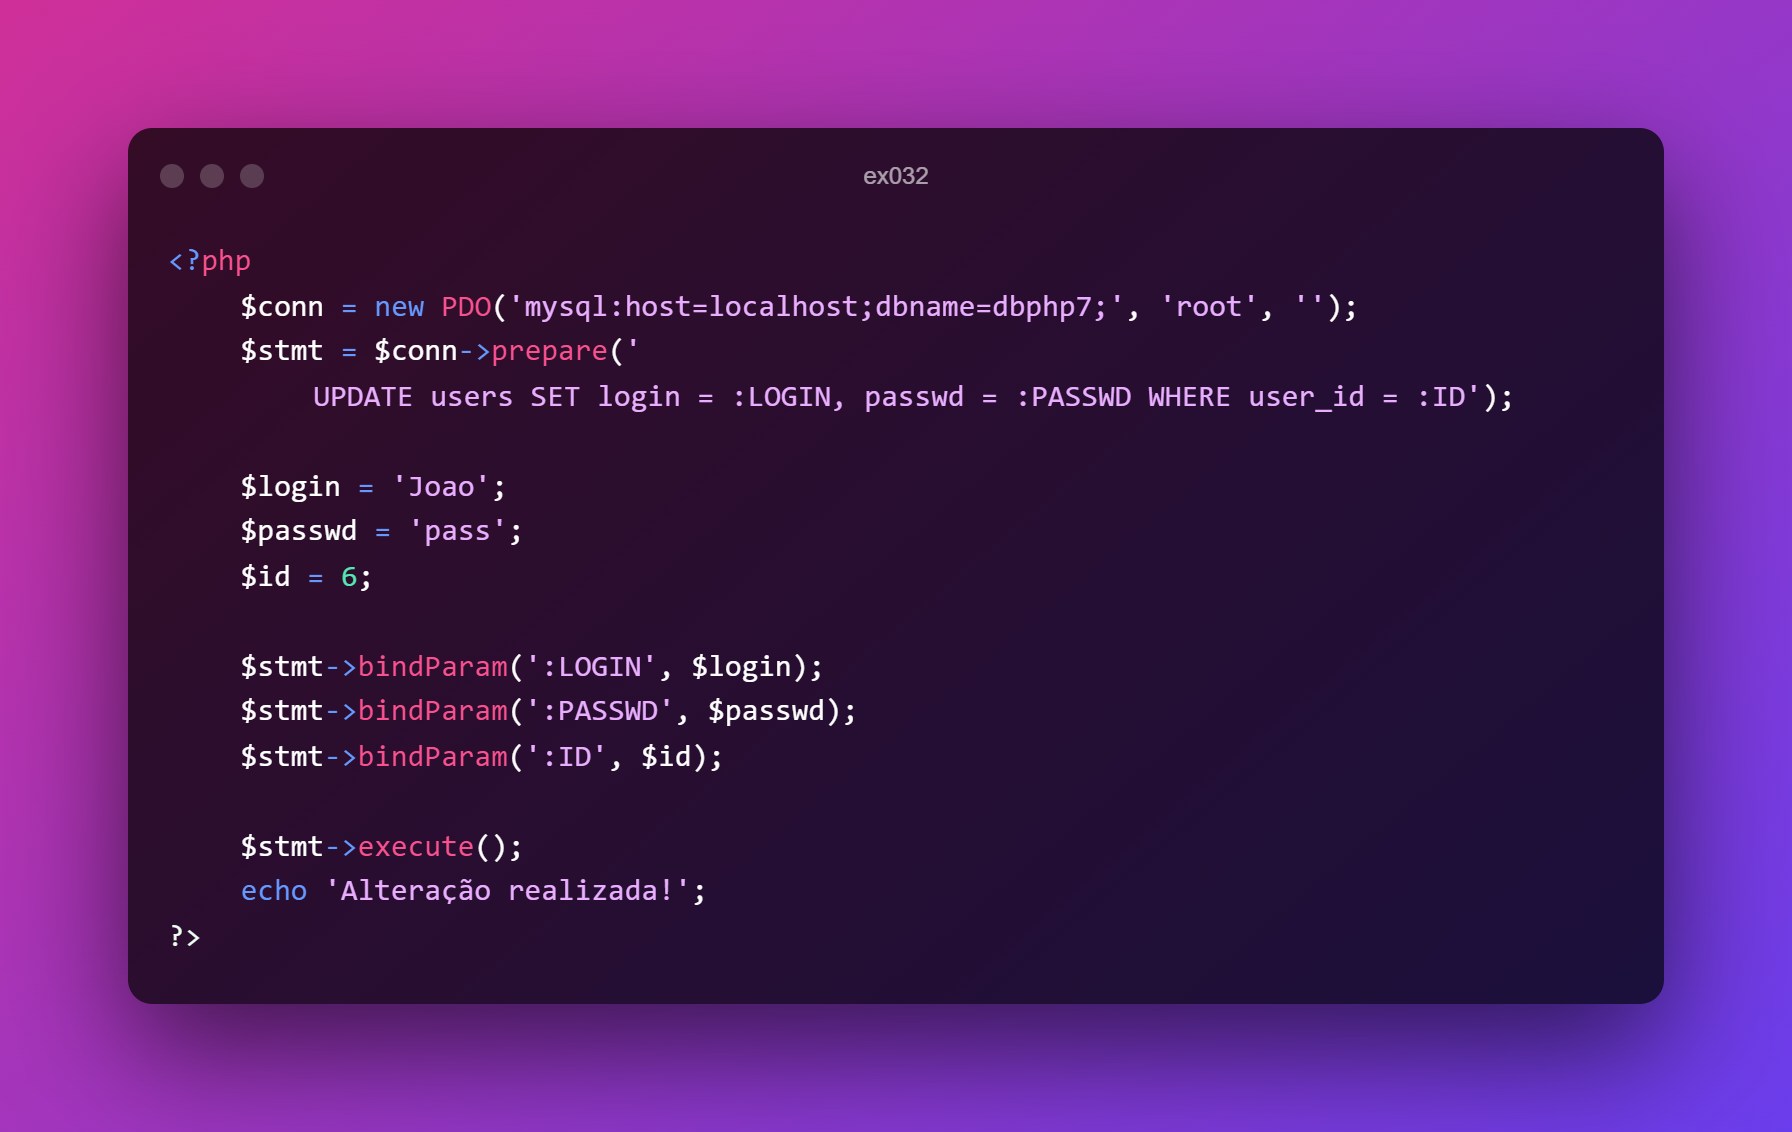 ex032
<?php
$conn = new PDO('mysql:host=localhost;dbname=dbphp7;', 'root', '');
$stmt = $conn->prepare('
UPDATE users SET login = :LOGIN, passwd = :PASSWD WHERE user_id = :ID');
$login = 'Joao';
$passwd = 'pass';
$id = 6;
$stmt->bindParam(':LOGIN', $login);
$stmt->bindParam(':PASSWD', $passwd);
$stmt->bindParam(':ID', $id);
$stmt->execute();
echo 'Alteração realizada!';
?>